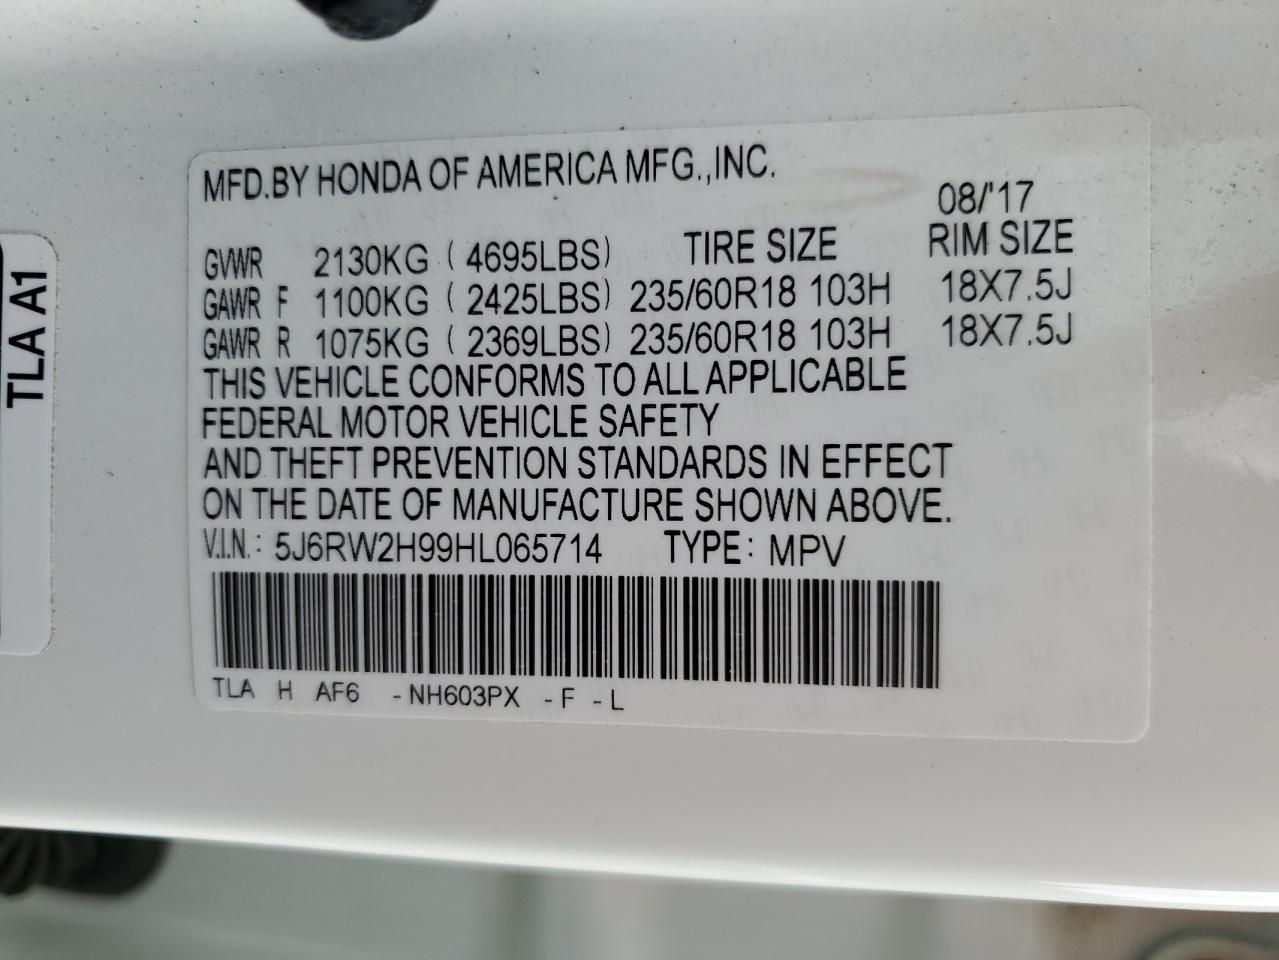 MFD.BY HONDA OF AMERICA MFG.,INC.
08/'17
GVWR 2130KG ( 4695LBS) TIRE SIZE RIM SIZE
GAWR F 1100KG ( 2425LBS) 235/60R18 103H 18X7.5J
GAWR R 1075KG ( 2369LBS) 235/60R18 103H 18X7.5J
THIS VEHICLE CONFORMS TO ALL APPLICABLE
FEDERAL MOTOR VEHICLE SAFETY
AND THEFT PREVENTION STANDARDS IN EFFECT
ON THE DATE OF MANUFACTURE SHOWN ABOVE.
V.I.N.: 5J6RW2H99HL065714 TYPE: MPV
TLA H AF6 -NH603PX -F -L
TLA A1